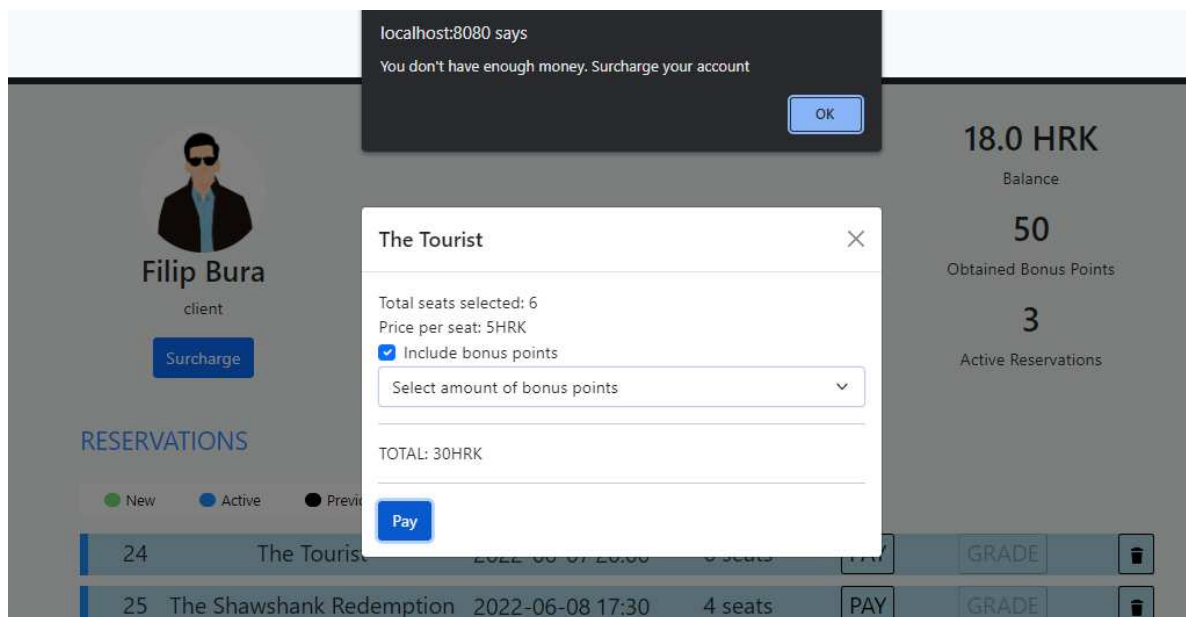 localhost:8080 says
You don't have enough money. Surcharge your account
OK
18.0 HRK
Balance
50
Obtained Bonus Points
3
Active Reservations
Filip Bura
client
Surcharge
The Tourist
Total seats selected: 6
Price per seat: 5HRK
Include bonus points
Select amount of bonus points
TOTAL: 30HRK
Pay
RESERVATIONS
New Active
24 The Tourist PAY GRADE
25 The Shawshank Redemption 2022-06-08 17:30 4 seats PAY GRADE